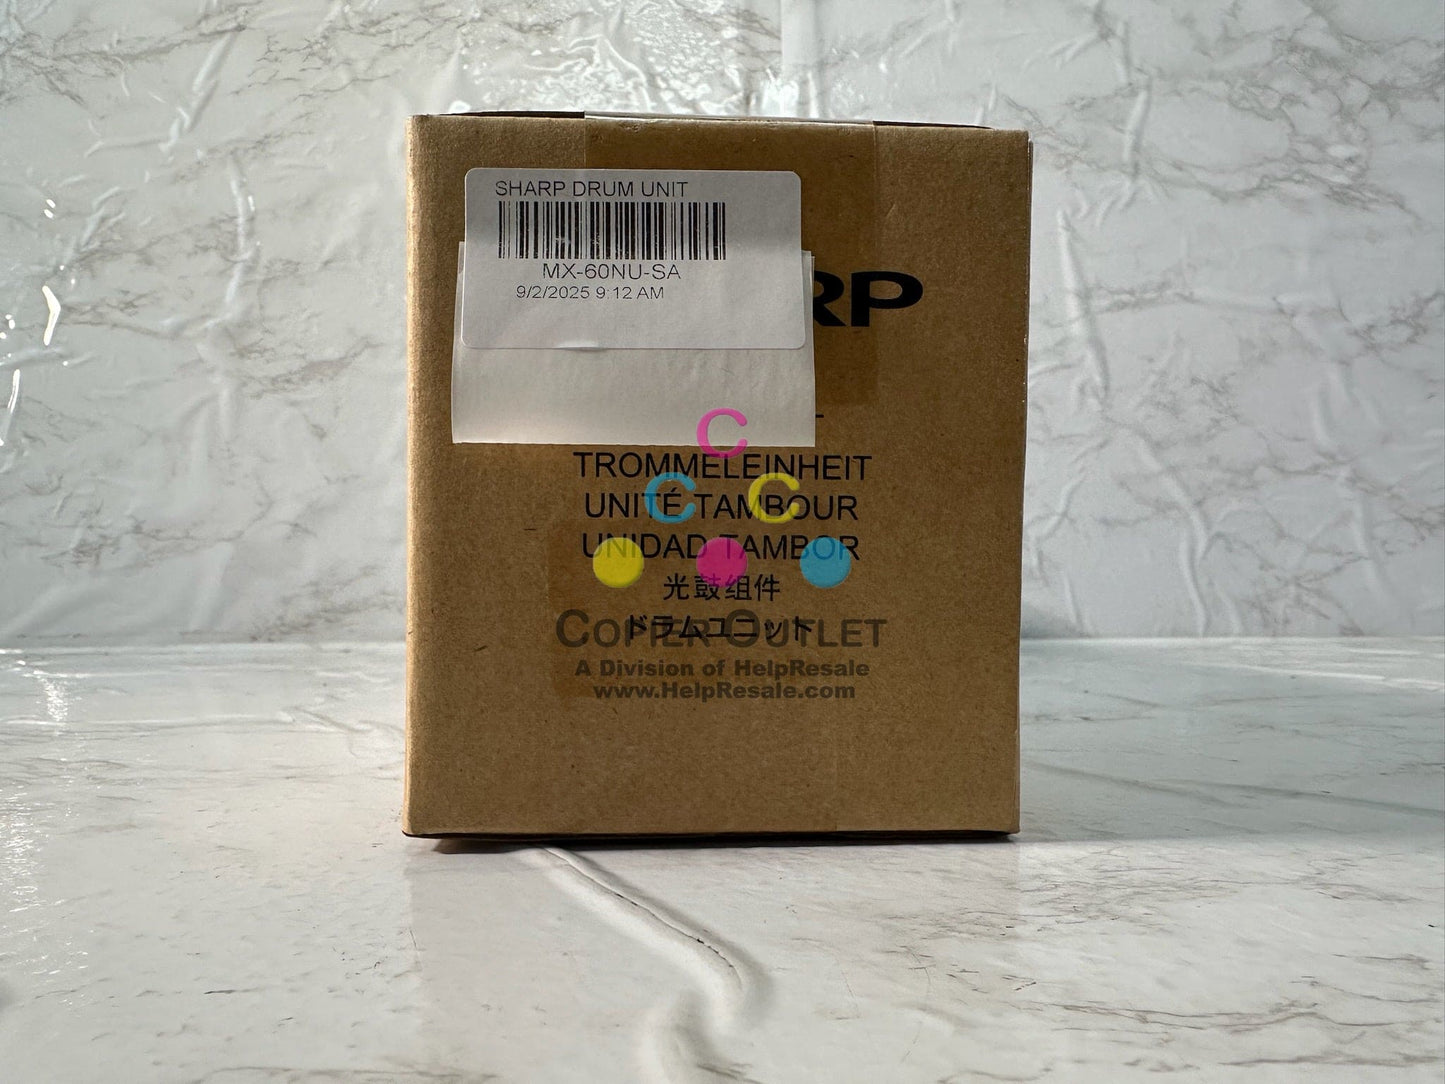 SHARP DRUM UNIT
MX-60NU-SA
9/2/2025 9:12 AM
RP
TROMMELEINHEIT
UNITÉ TAMBOUR
UNIDAD TAMBOR
光鼓组件
ドラムユニット
COPIER OUTLET
A Division of HelpResale
www.HelpResale.com
C
C C